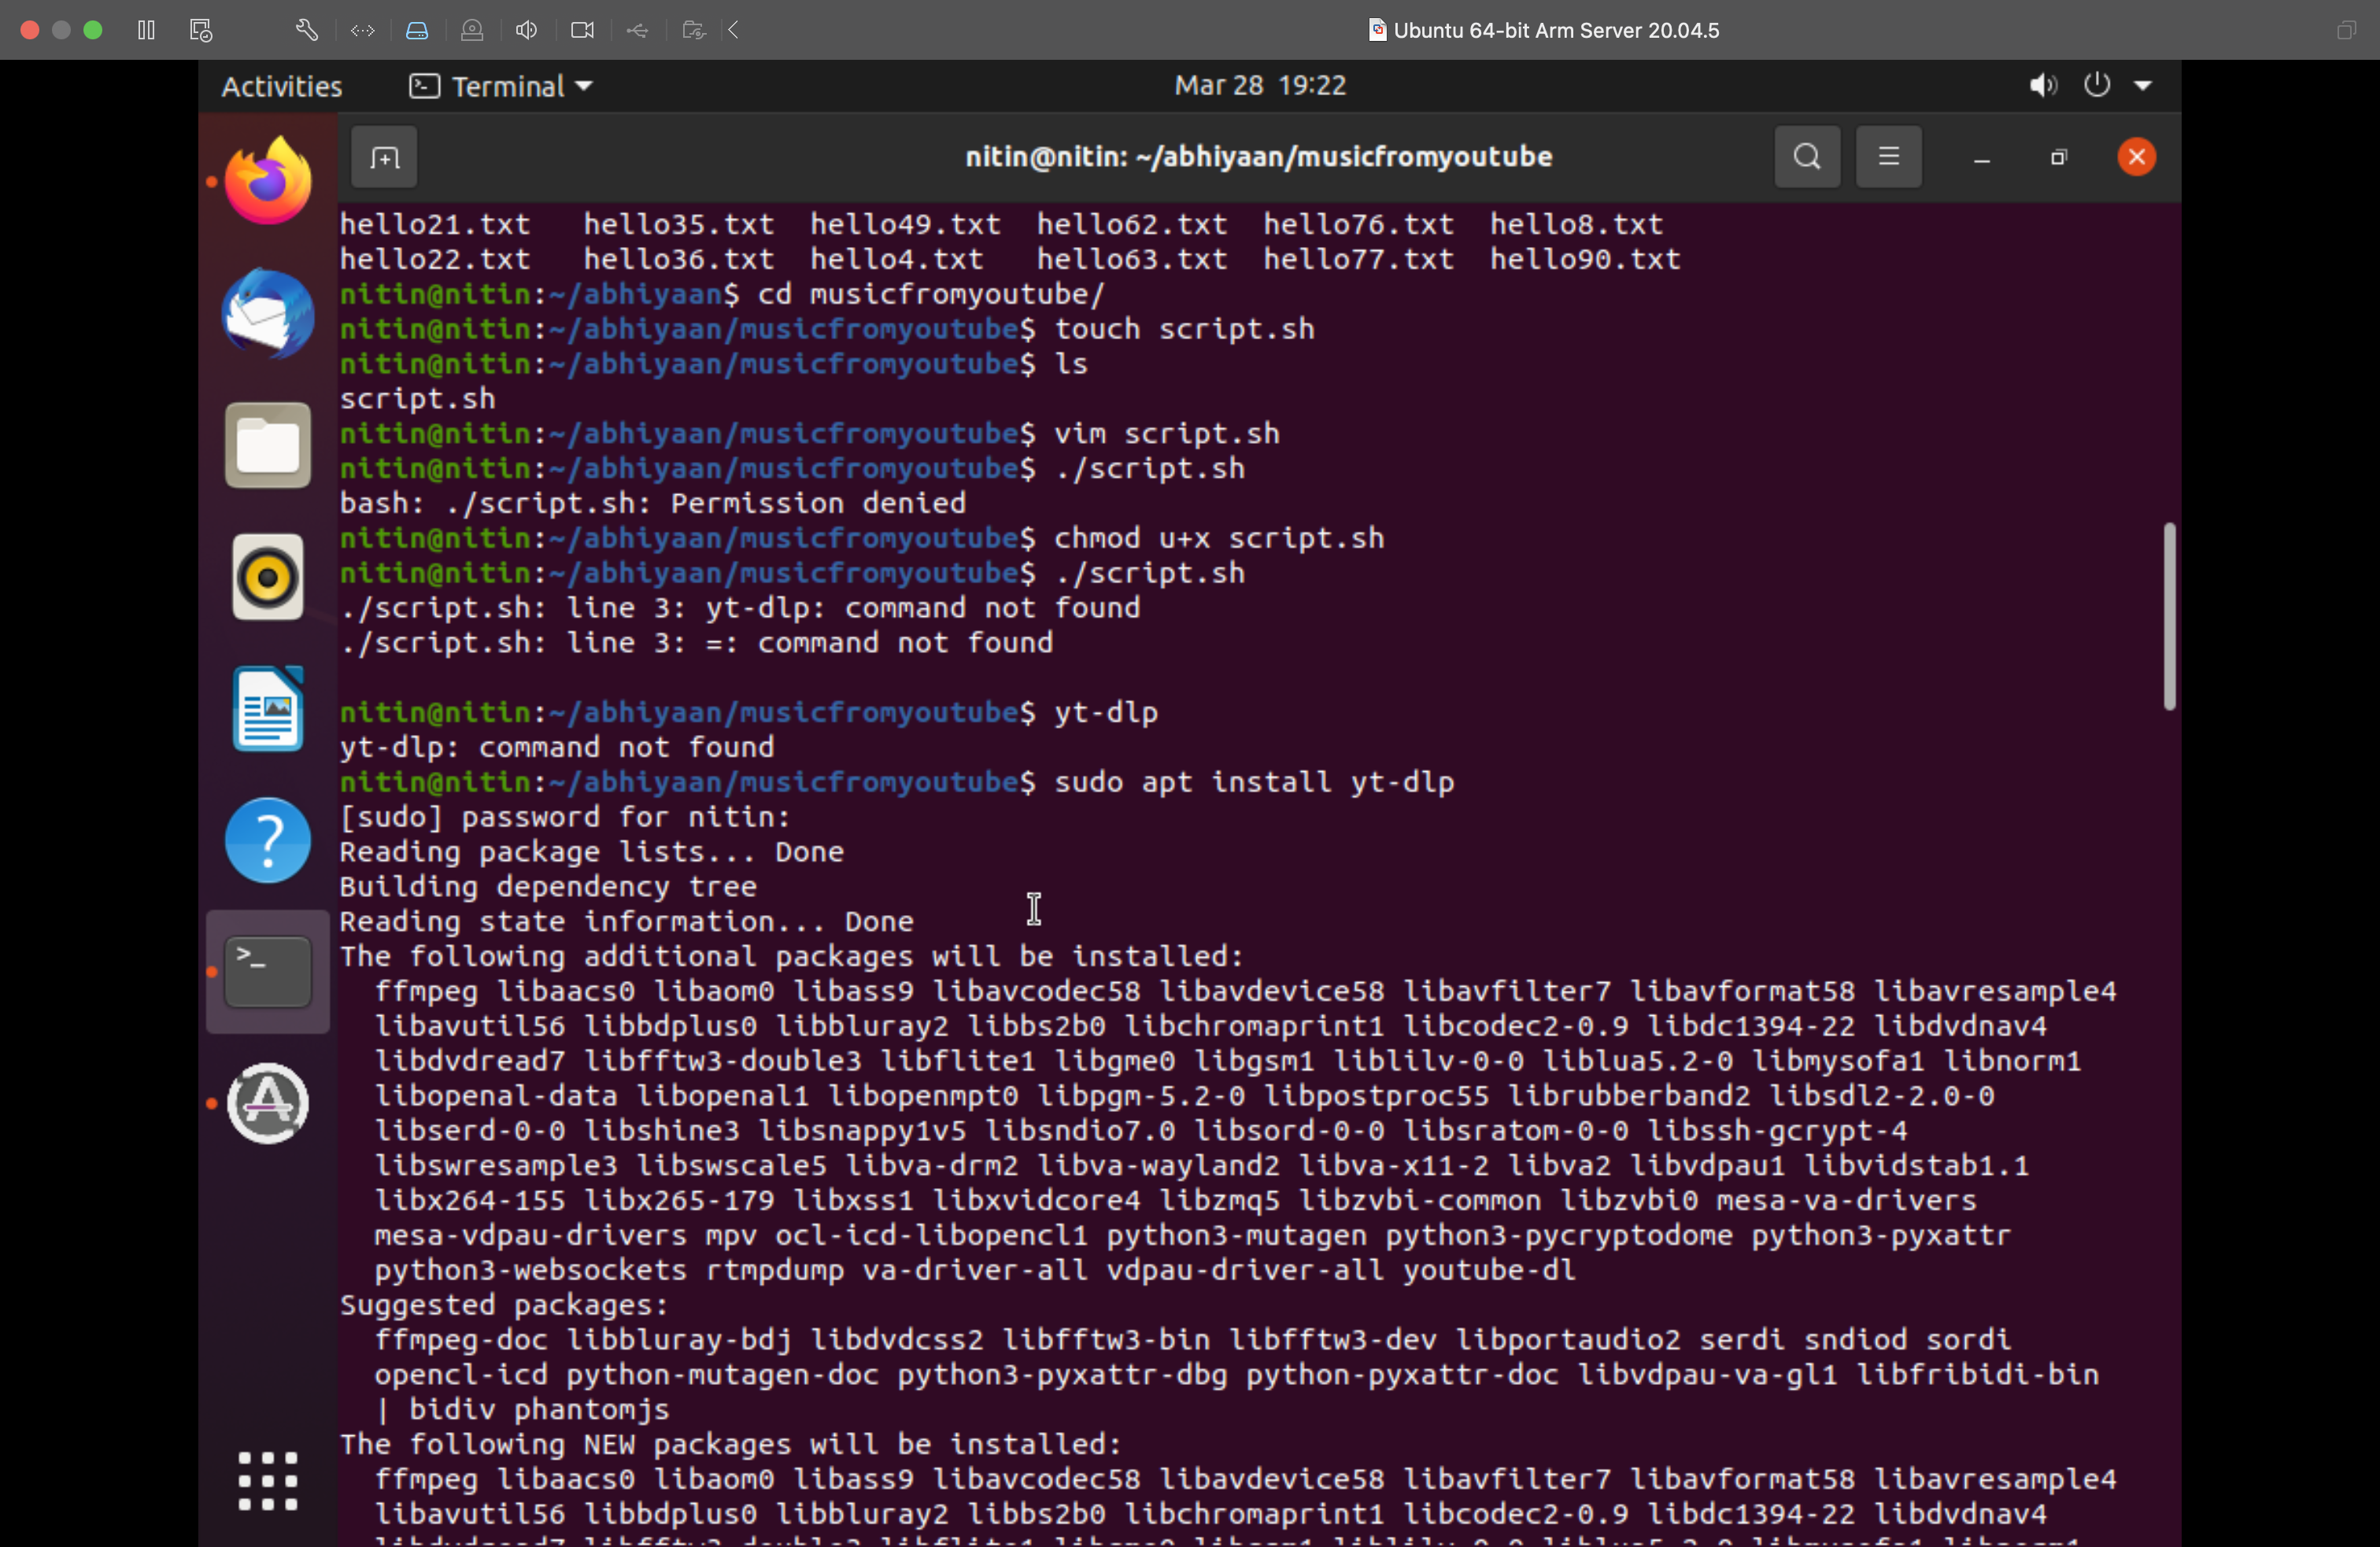 Ubuntu 64-bit Arm Server 20.04.5
Activities Terminal Mar 28 19:22
nitin@nitin: ~/abhiyaan/musicfromyoutube
hello21.txt hello35.txt hello49.txt hello62.txt hello76.txt hello8.txt
hello22.txt hello36.txt hello4.txt hello63.txt hello77.txt hello90.txt
nitin@nitin:~/abhiyaan$ cd musicfromyoutube/
nitin@nitin:~/abhiyaan/musicfromyoutube$ touch script.sh
nitin@nitin:~/abhiyaan/musicfromyoutube$ ls
script.sh
nitin@nitin:~/abhiyaan/musicfromyoutube$ vim script.sh
nitin@nitin:~/abhiyaan/musicfromyoutube$ ./script.sh
bash: ./script.sh: Permission denied
nitin@nitin:~/abhiyaan/musicfromyoutube$ chmod u+x script.sh
nitin@nitin:~/abhiyaan/musicfromyoutube$ ./script.sh
./script.sh: line 3: yt-dlp: command not found
./script.sh: line 3: =: command not found
nitin@nitin:~/abhiyaan/musicfromyoutube$ yt-dlp
yt-dlp: command not found
nitin@nitin:~/abhiyaan/musicfromyoutube$ sudo apt install yt-dlp
[sudo] password for nitin:
Reading package lists... Done
Building dependency tree
Reading state information... Done
The following additional packages will be installed:
ffmpeg libaacs0 libaom0 libass9 libavcodec58 libavdevice58 libavfilter7 libavformat58 libavresample4
libavutil56 libbdplus0 libbluray2 libbs2b0 libchromaprint1 libcodec2-0.9 libdc1394-22 libdvdnav4
libdvdread7 libfftw3-double3 libflite1 libgme0 libgsm1 liblilv-0-0 liblua5.2-0 libmysofa1 libnorm1
libopenal-data libopenal1 libopenmpt0 libpgm-5.2-0 libpostproc55 librubberband2 libsdl2-2.0-0
libserd-0-0 libshine3 libsnappy1v5 libsndio7.0 libsord-0-0 libsratom-0-0 libssh-gcrypt-4
libswresample3 libswscale5 libva-drm2 libva-wayland2 libva-x11-2 libva2 libvdpau1 libvidstab1.1
libx264-155 libx265-179 libxss1 libxvidcore4 libzmq5 libzvbi-common libzvbi0 mesa-va-drivers
mesa-vdpau-drivers mpv ocl-icd-libopencl1 python3-mutagen python3-pycryptodome python3-pyxattr
python3-websockets rtmpdump va-driver-all vdpau-driver-all youtube-dl
Suggested packages:
ffmpeg-doc libbluray-bdj libdvdcss2 libfftw3-bin libfftw3-dev libportaudio2 serdi sndiod sordi
opencl-icd python-mutagen-doc python3-pyxattr-dbg python-pyxattr-doc libvdpau-va-gl1 libfribidi-bin
| bidiv phantomjs
The following NEW packages will be installed:
ffmpeg libaacs0 libaom0 libass9 libavcodec58 libavdevice58 libavfilter7 libavformat58 libavresample4
libavutil56 libbdplus0 libbluray2 libbs2b0 libchromaprint1 libcodec2-0.9 libdc1394-22 libdvdnav4